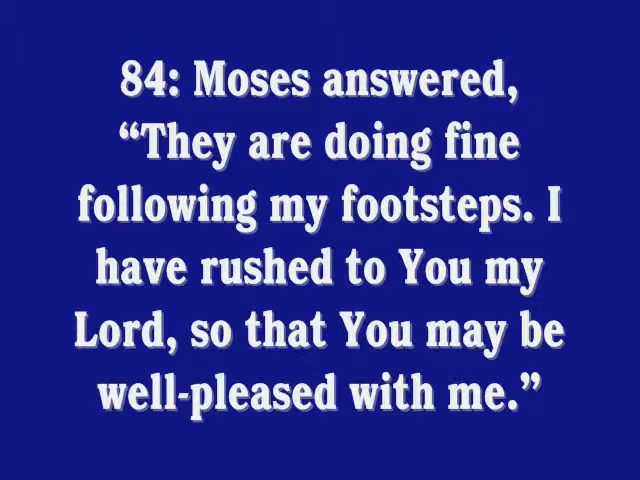 84: Moses answered,
“They are doing fine
following my footsteps. I
have rushed to You my
Lord, so that You may be
well-pleased with me.”